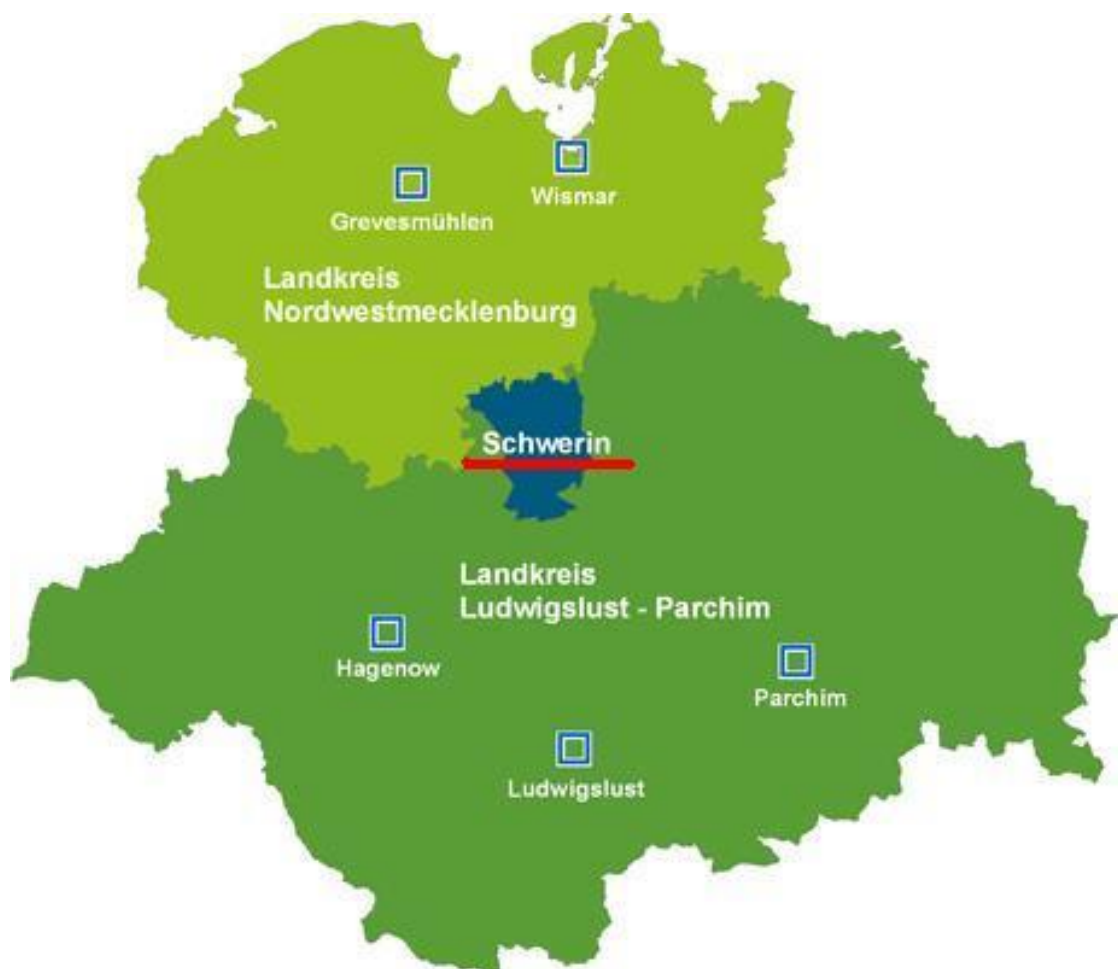 Wismar
Grevesmühlen
Landkreis
Nordwestmecklenburg
Schwerin
Landkreis
Ludwigslust - Parchim
Hagenow
Parchim
Ludwigslust